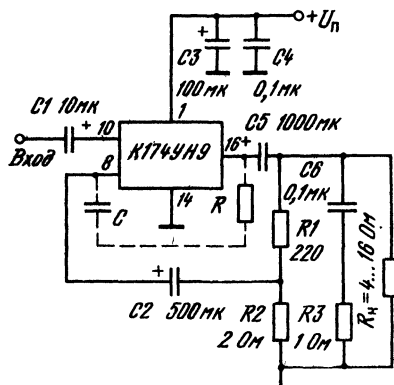 +Uп
C3
100мк
C4
0,1мк
C1 10мк
+
10
Вход
8
К174УН9
1
16+
14
C5 1000мк
C
R
C6
0,1мк
R1
220
+
C2 500мк
R2
2 Ом
R3
1 Ом
Rн=4...16 Ом
+